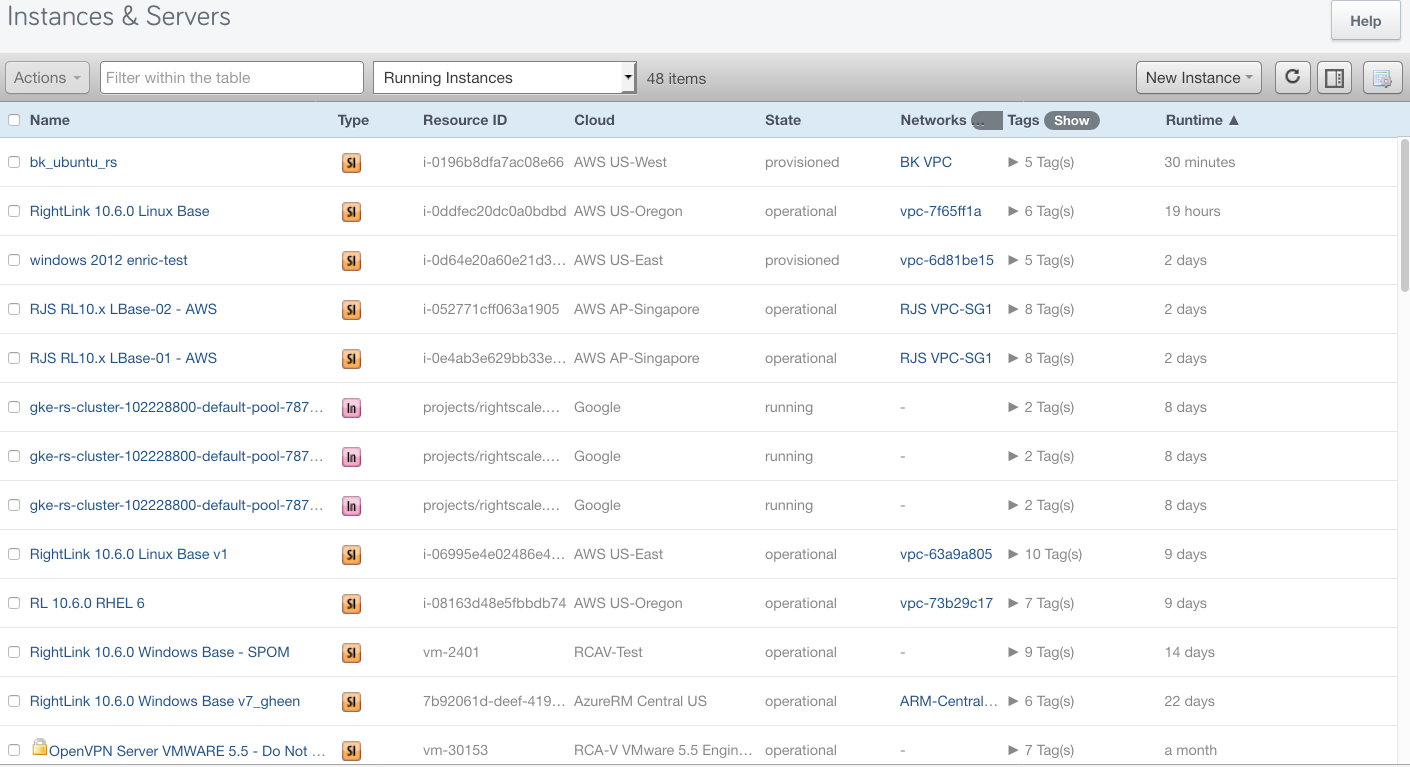 Instances & Servers
Help
Actions
Filter within the table
Running Instances
48 items
New Instance
Name Type Resource ID Cloud State Networks ... Tags Show Runtime ▲
bk_ubuntu_rs SI i-0196b8dfa7ac08e66 AWS US-West provisioned BK VPC ▶ 5 Tag(s) 30 minutes
RightLink 10.6.0 Linux Base SI i-0ddfec20dc0a0bdbd AWS US-Oregon operational vpc-7f65ff1a ▶ 6 Tag(s) 19 hours
windows 2012 enric-test SI i-0d64e20a60e21d3... AWS US-East provisioned vpc-6d81be15 ▶ 5 Tag(s) 2 days
RJS RL10.x LBase-02 - AWS SI i-052771cff063a1905 AWS AP-Singapore operational RJS VPC-SG1 ▶ 8 Tag(s) 2 days
RJS RL10.x LBase-01 - AWS SI i-0e4ab3e629bb33e... AWS AP-Singapore operational RJS VPC-SG1 ▶ 8 Tag(s) 2 days
gke-rs-cluster-102228800-default-pool-787... In projects/rightscale.... Google running - ▶ 2 Tag(s) 8 days
gke-rs-cluster-102228800-default-pool-787... In projects/rightscale.... Google running - ▶ 2 Tag(s) 8 days
gke-rs-cluster-102228800-default-pool-787... In projects/rightscale.... Google running - ▶ 2 Tag(s) 8 days
RightLink 10.6.0 Linux Base v1 SI i-06995e4e02486e4... AWS US-East operational vpc-63a9a805 ▶ 10 Tag(s) 9 days
RL 10.6.0 RHEL 6 SI i-08163d48e5fbbdb74 AWS US-Oregon operational vpc-73b29c17 ▶ 7 Tag(s) 9 days
RightLink 10.6.0 Windows Base - SPOM SI vm-2401 RCAV-Test operational - ▶ 9 Tag(s) 14 days
RightLink 10.6.0 Windows Base v7_gheen SI 7b92061d-deef-419... AzureRM Central US operational ARM-Central... ▶ 6 Tag(s) 22 days
OpenVPN Server VMWARE 5.5 - Do Not ... SI vm-30153 RCA-V VMware 5.5 Engin... operational - ▶ 7 Tag(s) a month